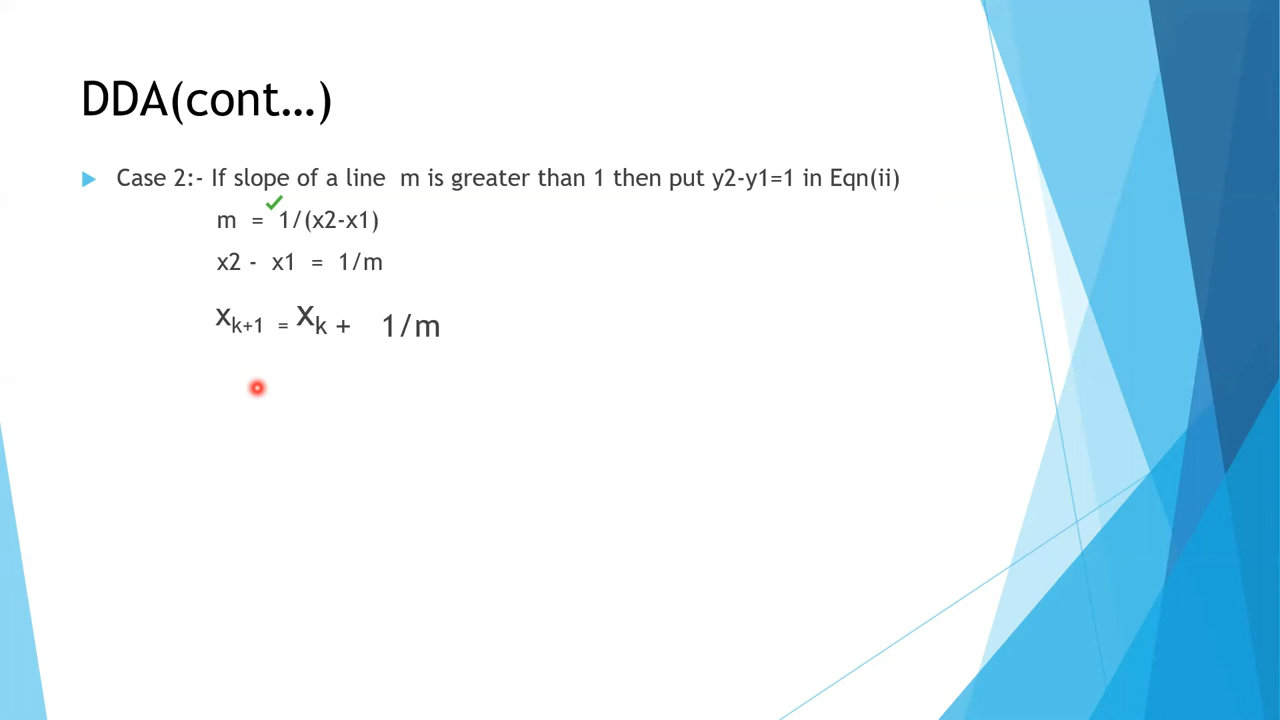 DDA(cont…)
Case 2:- If slope of a line m is greater than 1 then put y2-y1=1 in Eqn(ii)
m = 1/(x2-x1)
x2 - x1 = 1/m
xk+1 = xk + 1/m